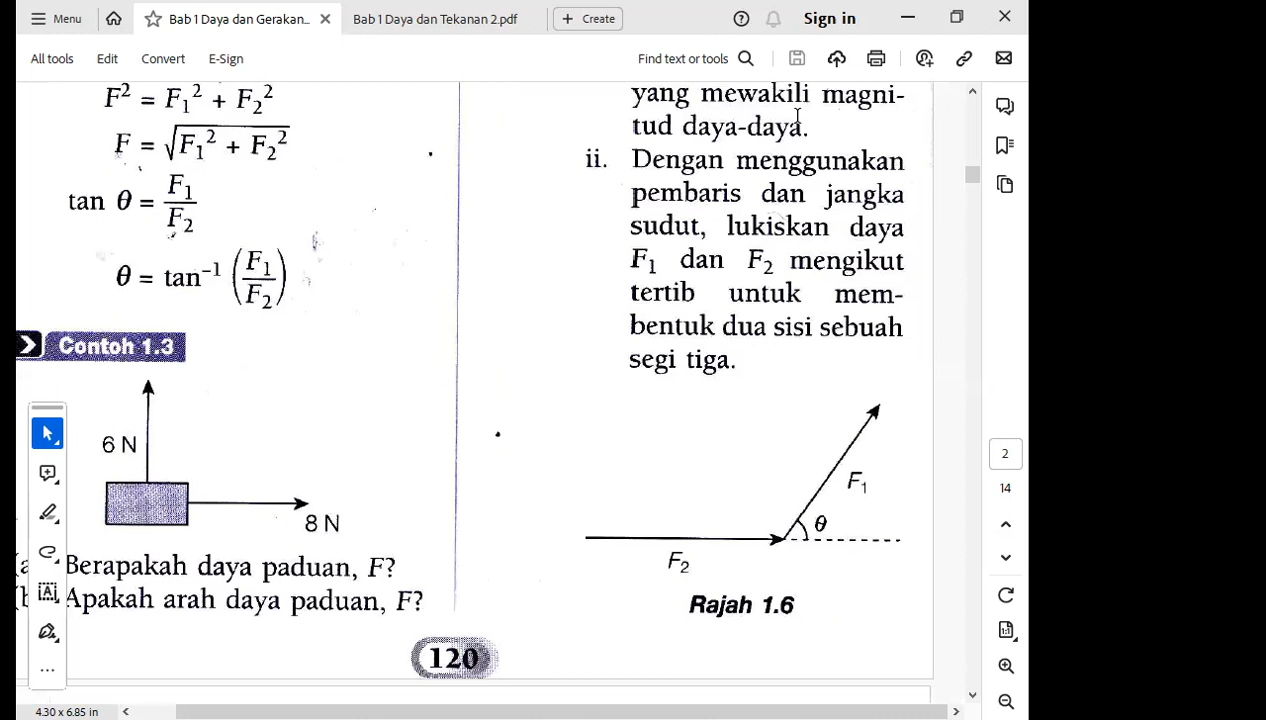 Menu
Bab 1 Daya dan Gerakan...
Bab 1 Daya dan Tekanan 2.pdf
+ Create
Sign in
All tools
Edit
Convert
E-Sign
Find text or tools
F² = F₁² + F₂²
F = √F₁² + F₂²
tan θ = F₁/F₂
θ = tan⁻¹ (F₁/F₂)
Contoh 1.3
6 N
8 N
(a Berapakah daya paduan, F?
(b Apakah arah daya paduan, F?
yang mewakili magni-
tud daya-daya.
ii. Dengan menggunakan
pembaris dan jangka
sudut, lukiskan daya
F₁ dan F₂ mengikut
tertib untuk mem-
bentuk dua sisi sebuah
segi tiga.
F₁
θ
F₂
Rajah 1.6
120
2
14
4.30 x 6.85 in